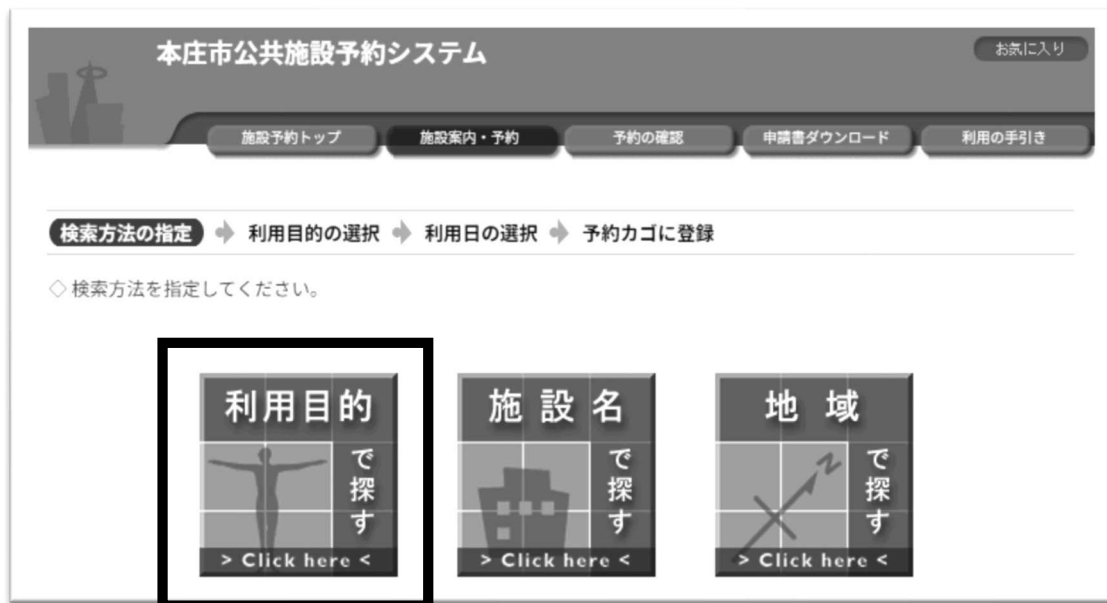 本庄市公共施設予約システム
お気に入り
施設予約トップ 施設案内・予約 予約の確認 申請書ダウンロード 利用の手引き
検索方法の指定 利用目的の選択 利用日の選択 予約カゴに登録
◇ 検索方法を指定してください。
利用目的
で探す
> Click here <
施設名
で探す
> Click here <
地域
N
で探す
> Click here <